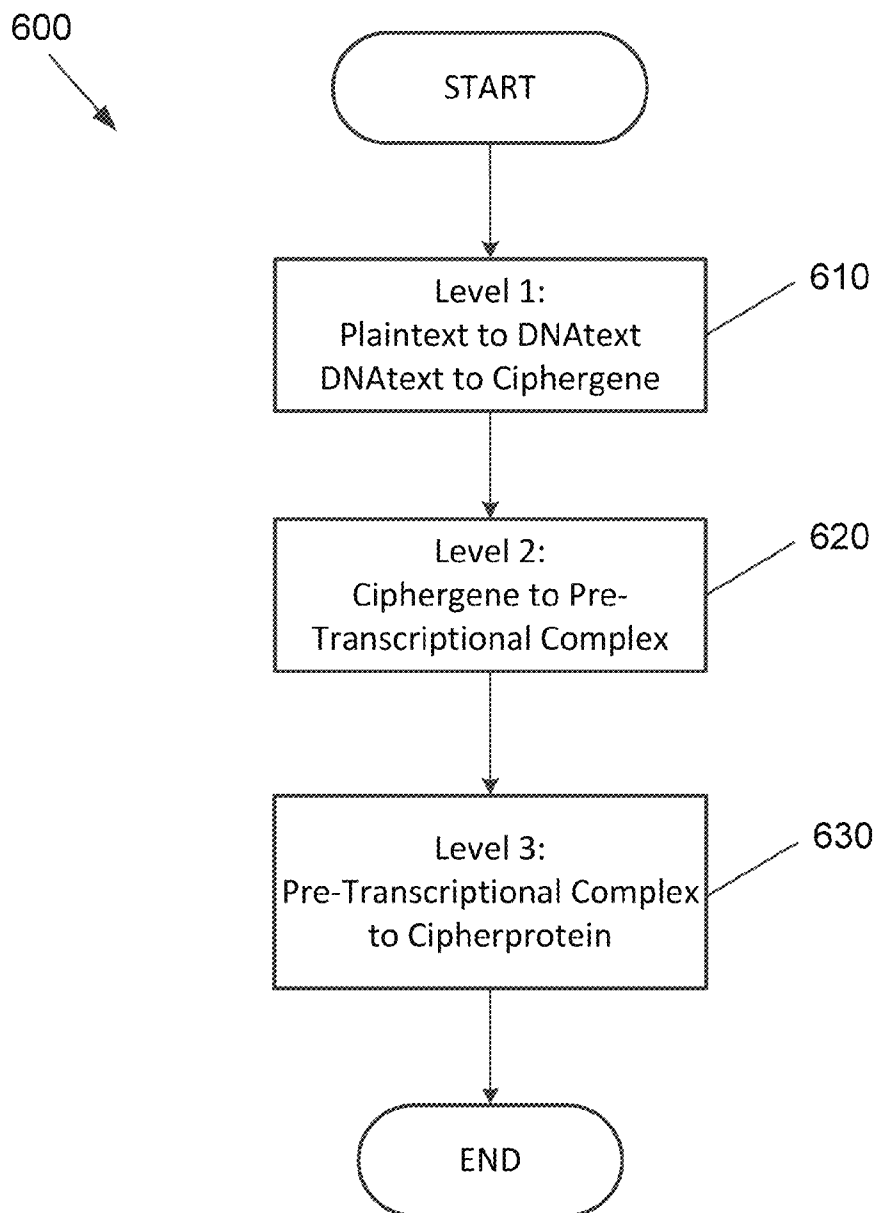 600
START
Level 1:
Plaintext to DNAtext
DNAtext to Ciphergene
610
Level 2:
Ciphergene to Pre-
Transcriptional Complex
620
Level 3:
Pre-Transcriptional Complex
to Cipherprotein
630
END